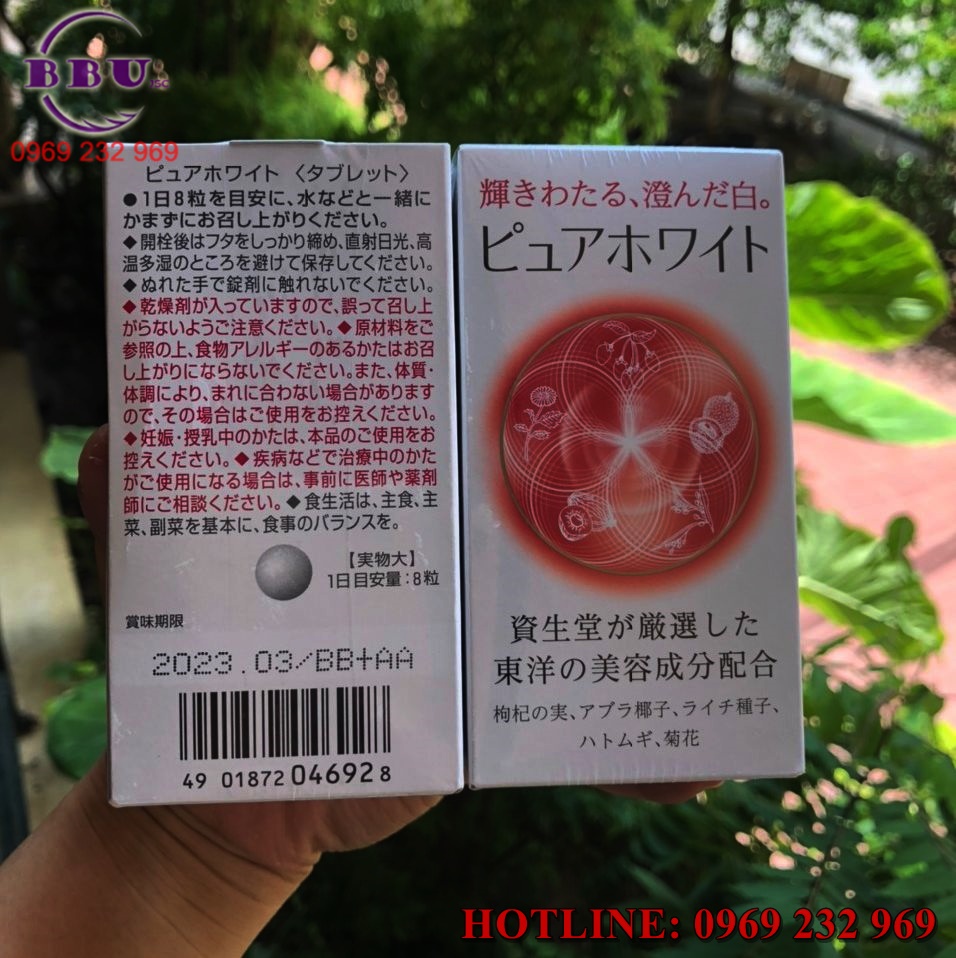 BBU JSC
0969 232 969
ピュアホワイト 〈タブレット〉
●1日8粒を目安に、水などと一緒に
かまずにお召し上がりください。
◆開栓後はフタをしっかり締め、直射日光、高
温多湿のところを避けて保存してください。
◆ぬれた手で錠剤に触れないでください。
◆乾燥剤が入っていますので、誤って召し上
がらないようご注意ください。◆原材料をご
参照の上、食物アレルギーのあるかたはお召
し上がりにならないでください。また、体質・
体調により、まれに合わない場合があります
ので、その場合はご使用をお控えください。
◆妊娠・授乳中のかたは、本品のご使用をお
控えください。◆疾病などで治療中のかた
がご使用になる場合は、事前に医師や薬剤
師にご相談ください。◆食生活は、主食、主
菜、副菜を基本に、食事のバランスを。
【実物大】
1日目安量:8粒
賞味期限
2023.03/BB+AA
49 01872 046928
輝きわたる、澄んだ白。
ピュアホワイト
資生堂が厳選した
東洋の美容成分配合
枸杞の実、アブラ椰子、ライチ種子、
ハトムギ、菊花
HOTLINE: 0969 232 969